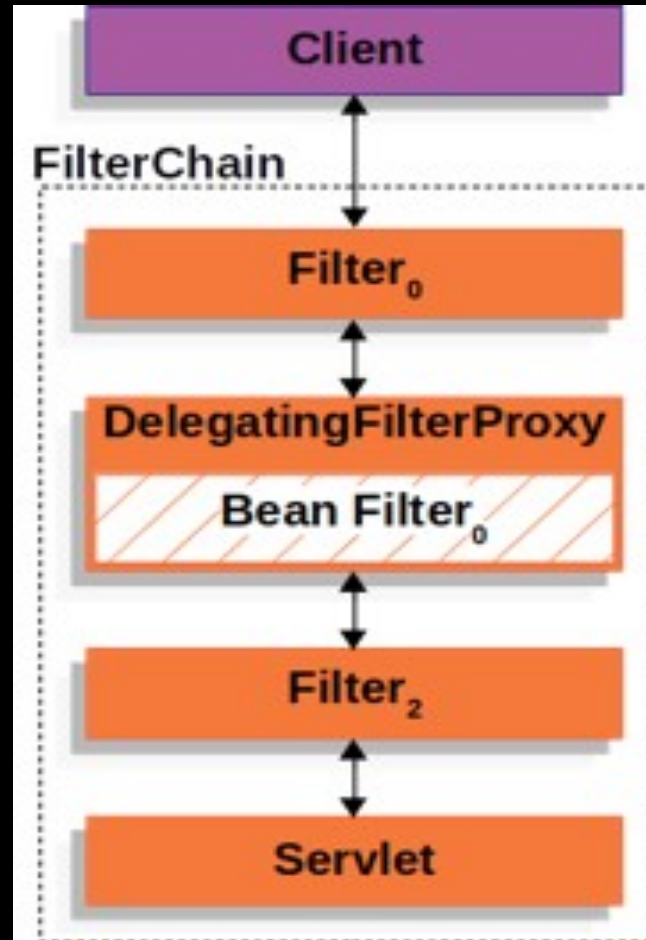 Client
FilterChain
Filter₀
DelegatingFilterProxy
Bean Filter₀
Filter₂
Servlet